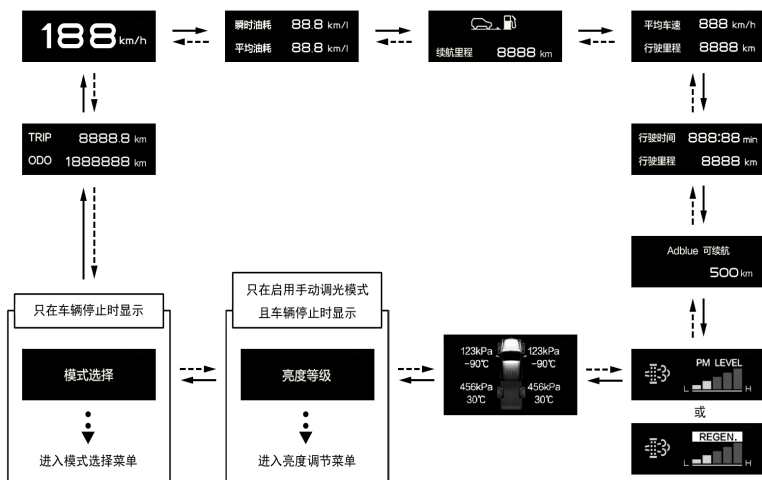 188 km/h
瞬时油耗 88.8 km/l
平均油耗 88.8 km/l
续航里程 8888 km
平均车速 888 km/h
行驶里程 8888 km
TRIP 8888.8 km
ODO 1888888 km
行驶时间 888:88 min
行驶里程 8888 km
Adblue 可续航
500 km
只在车辆停止时显示
模式选择
进入模式选择菜单
只在启用手动调光模式
且车辆停止时显示
亮度等级
进入亮度调节菜单
123kPa 123kPa
-90℃ -90℃
456kPa 456kPa
30℃ 30℃
PM LEVEL
L H
或
REGEN.
L H